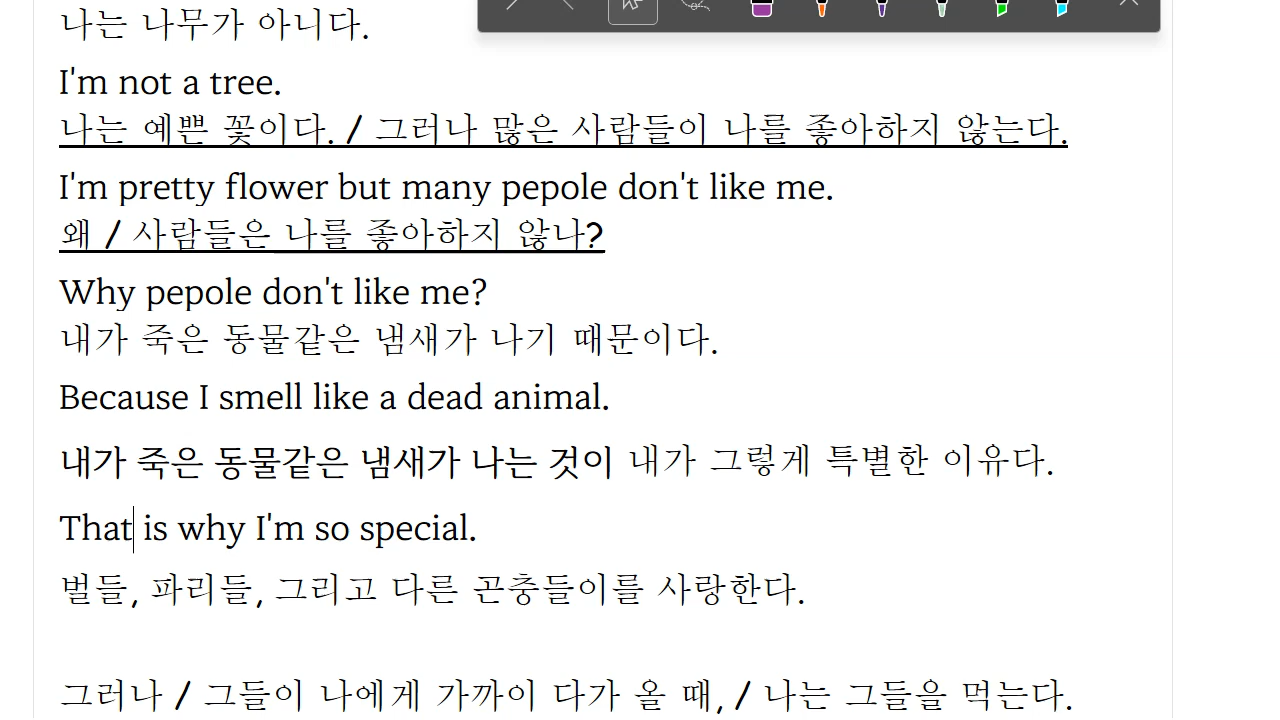 나는 나무가 아니다.
I'm not a tree.
나는 예쁜 꽃이다. / 그러나 많은 사람들이 나를 좋아하지 않는다.
I'm pretty flower but many pepole don't like me.
왜 / 사람들은 나를 좋아하지 않나?
Why pepole don't like me?
내가 죽은 동물같은 냄새가 나기 때문이다.
Because I smell like a dead animal.
내가 죽은 동물같은 냄새가 나는 것이 내가 그렇게 특별한 이유다.
That is why I'm so special.
벌들, 파리들, 그리고 다른 곤충들이를 사랑한다.
그러나 / 그들이 나에게 가까이 다가 올 때, / 나는 그들을 먹는다.